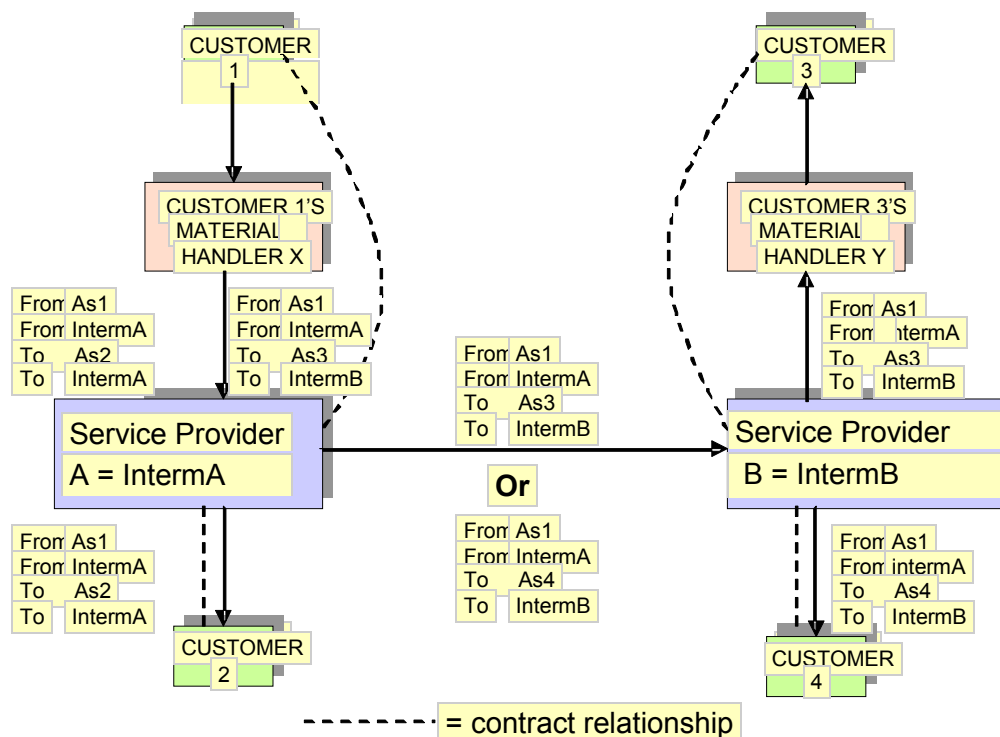 CUSTOMER
1
CUSTOMER
3
CUSTOMER 1'S
MATERIAL
HANDLER X
CUSTOMER 3'S
MATERIAL
HANDLER Y
From As1
From IntermA
To As2
To IntermA
From As1
From IntermA
To As3
To IntermB
From As1
From IntermA
To As3
To IntermB
From As1
From IntermA
To As3
To IntermB
Service Provider
A = IntermA
Or
Service Provider
B = IntermB
From As1
From IntermA
To As2
To IntermA
From As1
From IntermA
To As4
To IntermB
From As1
From intermA
To As4
To IntermB
CUSTOMER
2
CUSTOMER
4
= contract relationship